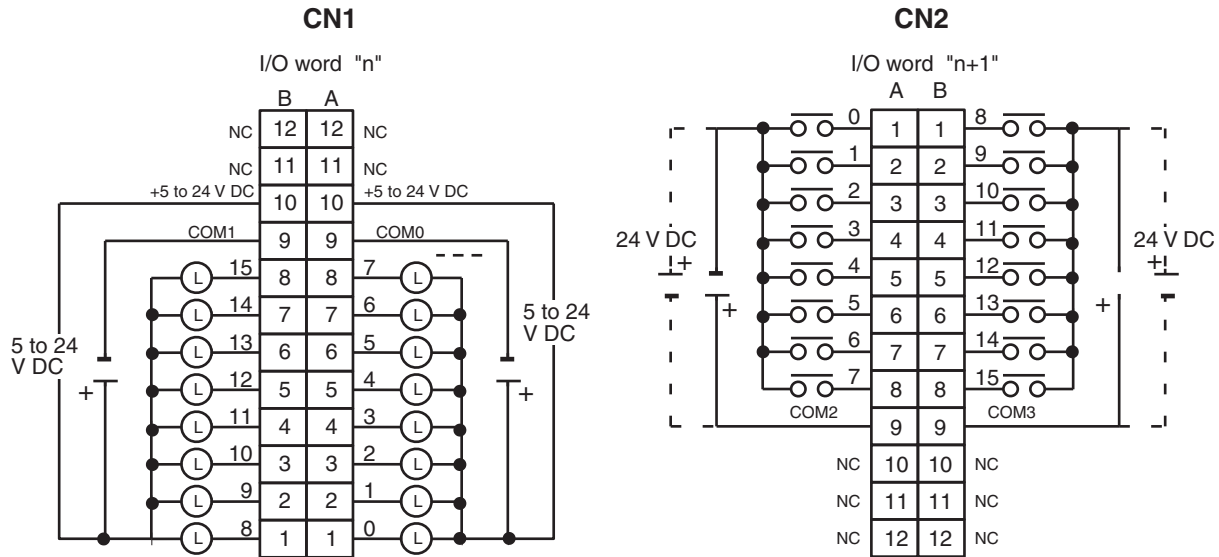 CN1
I/O word "n"
B A
NC 12 12 NC
NC 11 11 NC
+5 to 24 V DC 10 10 +5 to 24 V DC
COM1 9 9 COM0
L 15 8 8 7 L
L 14 7 7 6 L
L 13 6 6 5 L
L 12 5 5 4 L
L 11 4 4 3 L
L 10 3 3 2 L
L 9 2 2 1 L
L 8 1 1 0 L
5 to 24
V DC
+
5 to 24
V DC
+
CN2
I/O word "n+1"
A B
0 1 1 8
1 2 2 9
2 3 3 10
3 4 4 11
4 5 5 12
5 6 6 13
6 7 7 14
7 8 8 15
COM2 9 9 COM3
NC 10 10 NC
NC 11 11 NC
NC 12 12 NC
24 V DC
+
+
24 V DC
+
+